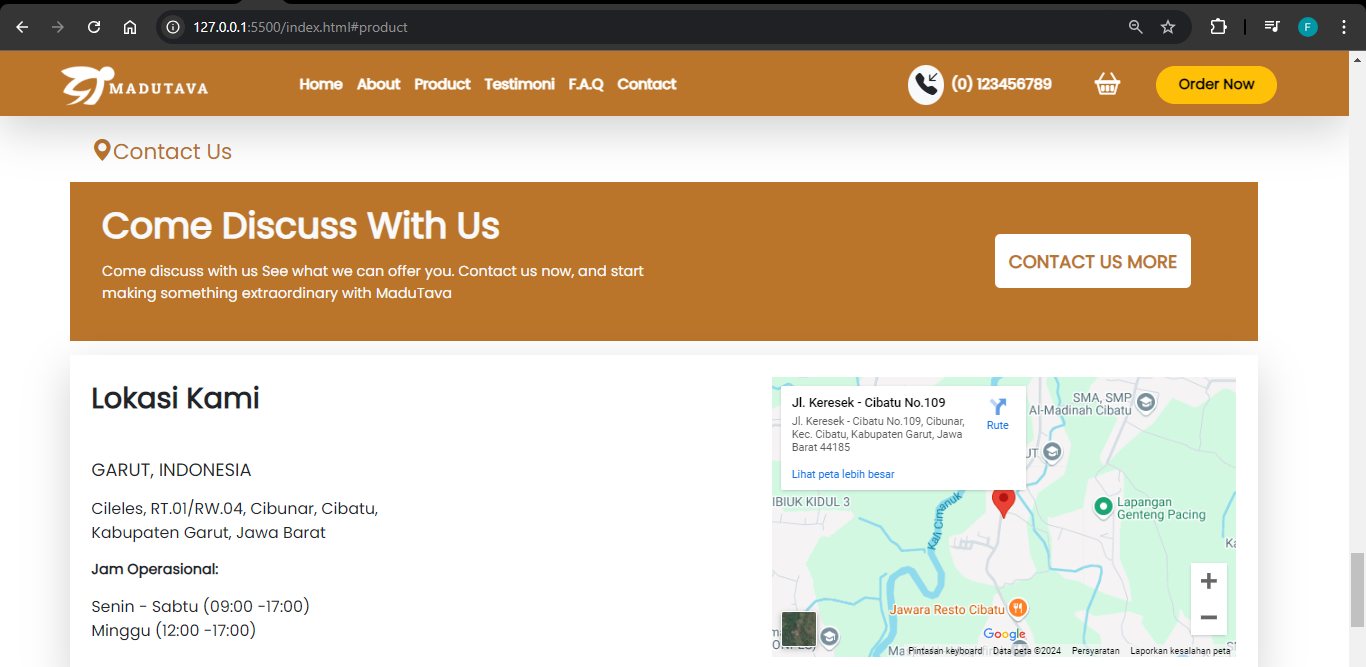 127.0.0.1:5500/index.html#product
F
MADUTAVA
Home About Product Testimoni F.A.Q Contact
(0) 123456789
Order Now
Contact Us
Come Discuss With Us
Come discuss with us See what we can offer you. Contact us now, and start
making something extraordinary with MaduTava
CONTACT US MORE
Lokasi Kami
GARUT, INDONESIA
Cileles, RT.01/RW.04, Cibunar, Cibatu,
Kabupaten Garut, Jawa Barat
Jam Operasional:
Senin - Sabtu (09:00 -17:00)
Minggu (12:00 -17:00)
Jl. Keresek - Cibatu No.109
Jl. Keresek - Cibatu No.109, Cibunar,
Kec. Cibatu, Kabupaten Garut, Jawa
Barat 44185
Rute
Lihat peta lebih besar
SMA, SMP
Al-Madinah Cibatu
IBIUK KIDUL 3
Kali Cimanuk
Lapangan
Genteng Pacing
Jawara Resto Cibatu
Google
Pintasan keyboard
Data peta ©2024
Persyaratan
Laporkan kesalahan peta